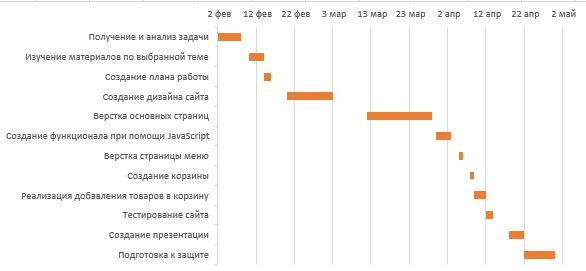 2 фев 12 фев 22 фев 3 мар 13 мар 23 мар 2 апр 12 апр 22 апр 2 май
Получение и анализ задачи
Изучение материалов по выбранной теме
Создание плана работы
Создание дизайна сайта
Верстка основных страниц
Создание функционала при помощи JavaScript
Верстка страницы меню
Создание корзины
Реализация добавления товаров в корзину
Тестирование сайта
Создание презентации
Подготовка к защите